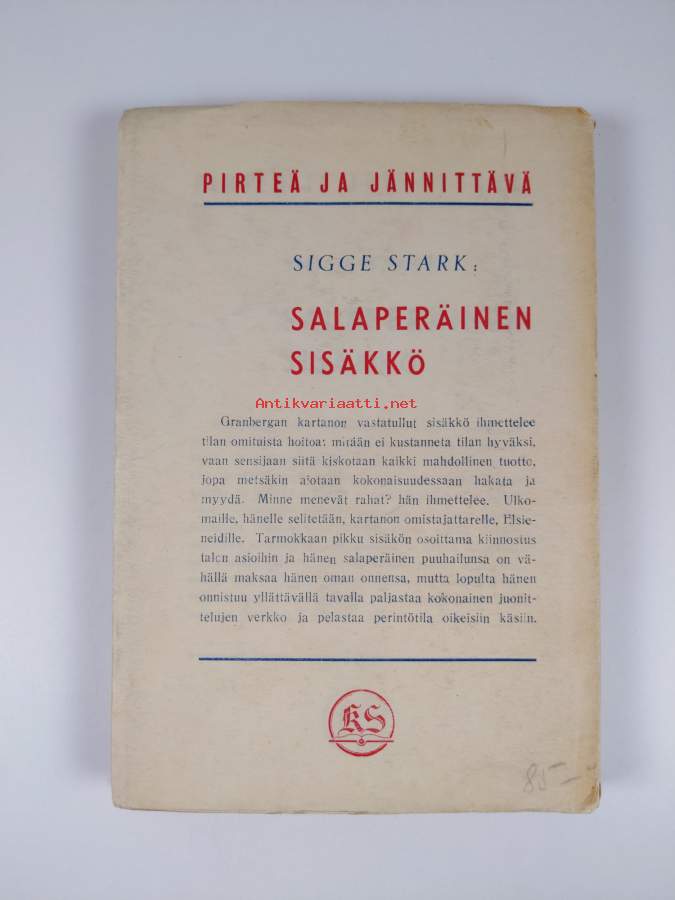 PIRTEÄ JA JÄNNITTÄVÄ
SIGGE STARK:
SALAPERÄINEN
SISÄKKÖ
Antikvariaatti.net
Granbergan kartanon vastatullut sisäkkö ihmettelee
tilan omituista hoitoa: mitään ei kustanneta tilan hyväksi,
vaan sensijaan siitä kiskotaan kaikki mahdollinen tuotto,
jopa metsäkin aiotaan kokonaisuudessaan hakata ja
myydä. Minne menevät rahat? hän ihmettelee. Ulko-
maille, hänelle selitetään, kartanon omistajattarelle, Elsie-
neidille. Tarmokkaan pikku sisäkön osoittama kiinnostus
talon asioihin ja hänen salaperäinen puuhailunsa on vä-
hällä maksaa hänen oman onnensa, mutta lopulta hänen
onnistuu yllättävällä tavalla paljastaa kokonainen juonit-
telujen verkko ja pelastaa perintötila oikeisiin käsiin.
KS
85-